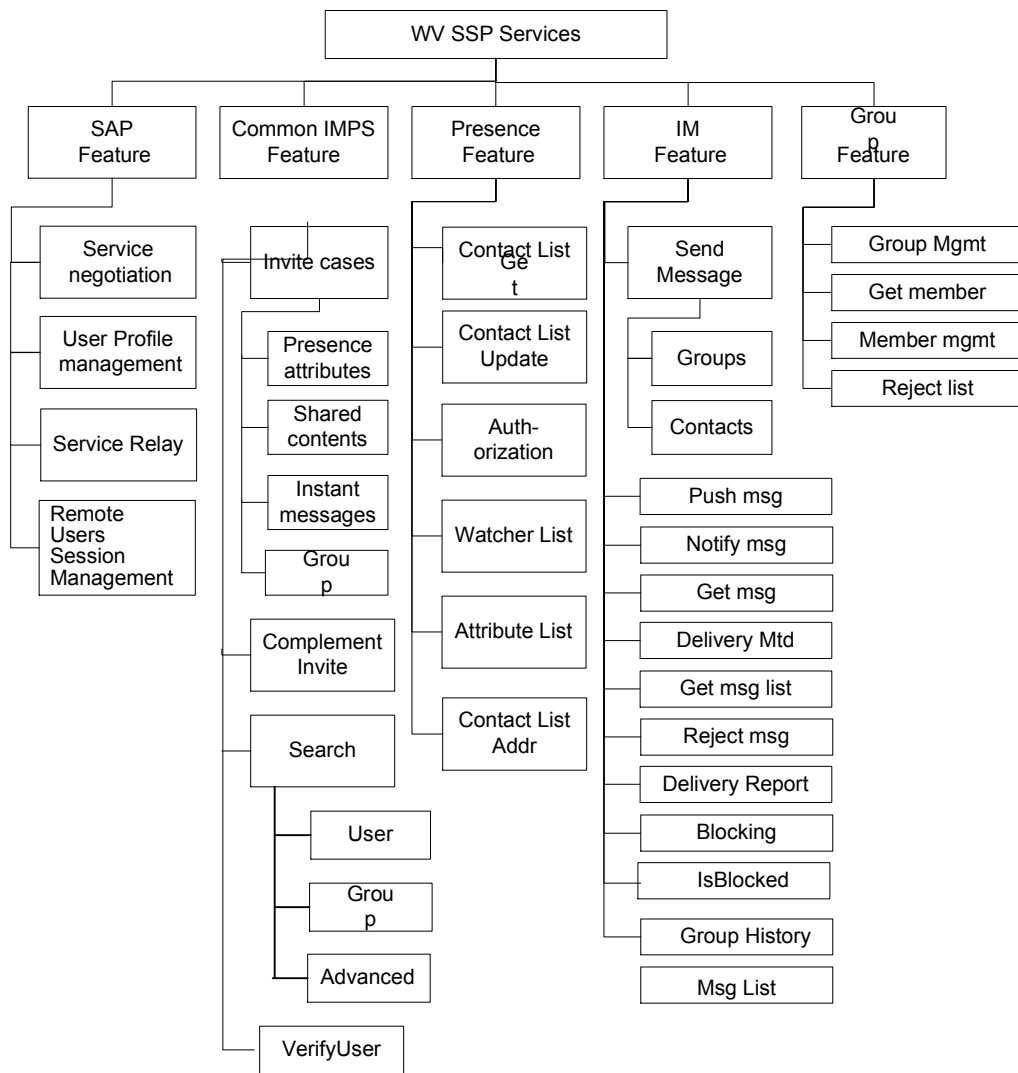 WV SSP Services
SAP
Feature
Common IMPS
Feature
Presence
Feature
IM
Feature
Grou
p
Feature
Service
negotiation
User Profile
management
Service Relay
Remote
Users
Session
Management
Invite cases
Presence
attributes
Shared
contents
Instant
messages
Grou
p
Complement
Invite
Search
User
Grou
p
Advanced
VerifyUser
Contact List
Ge
t
Contact List
Update
Auth-
orization
Watcher List
Attribute List
Contact List
Addr
Send
Message
Groups
Contacts
Push msg
Notify msg
Get msg
Delivery Mtd
Get msg list
Reject msg
Delivery Report
Blocking
IsBlocked
Group History
Msg List
Group Mgmt
Get member
Member mgmt
Reject list